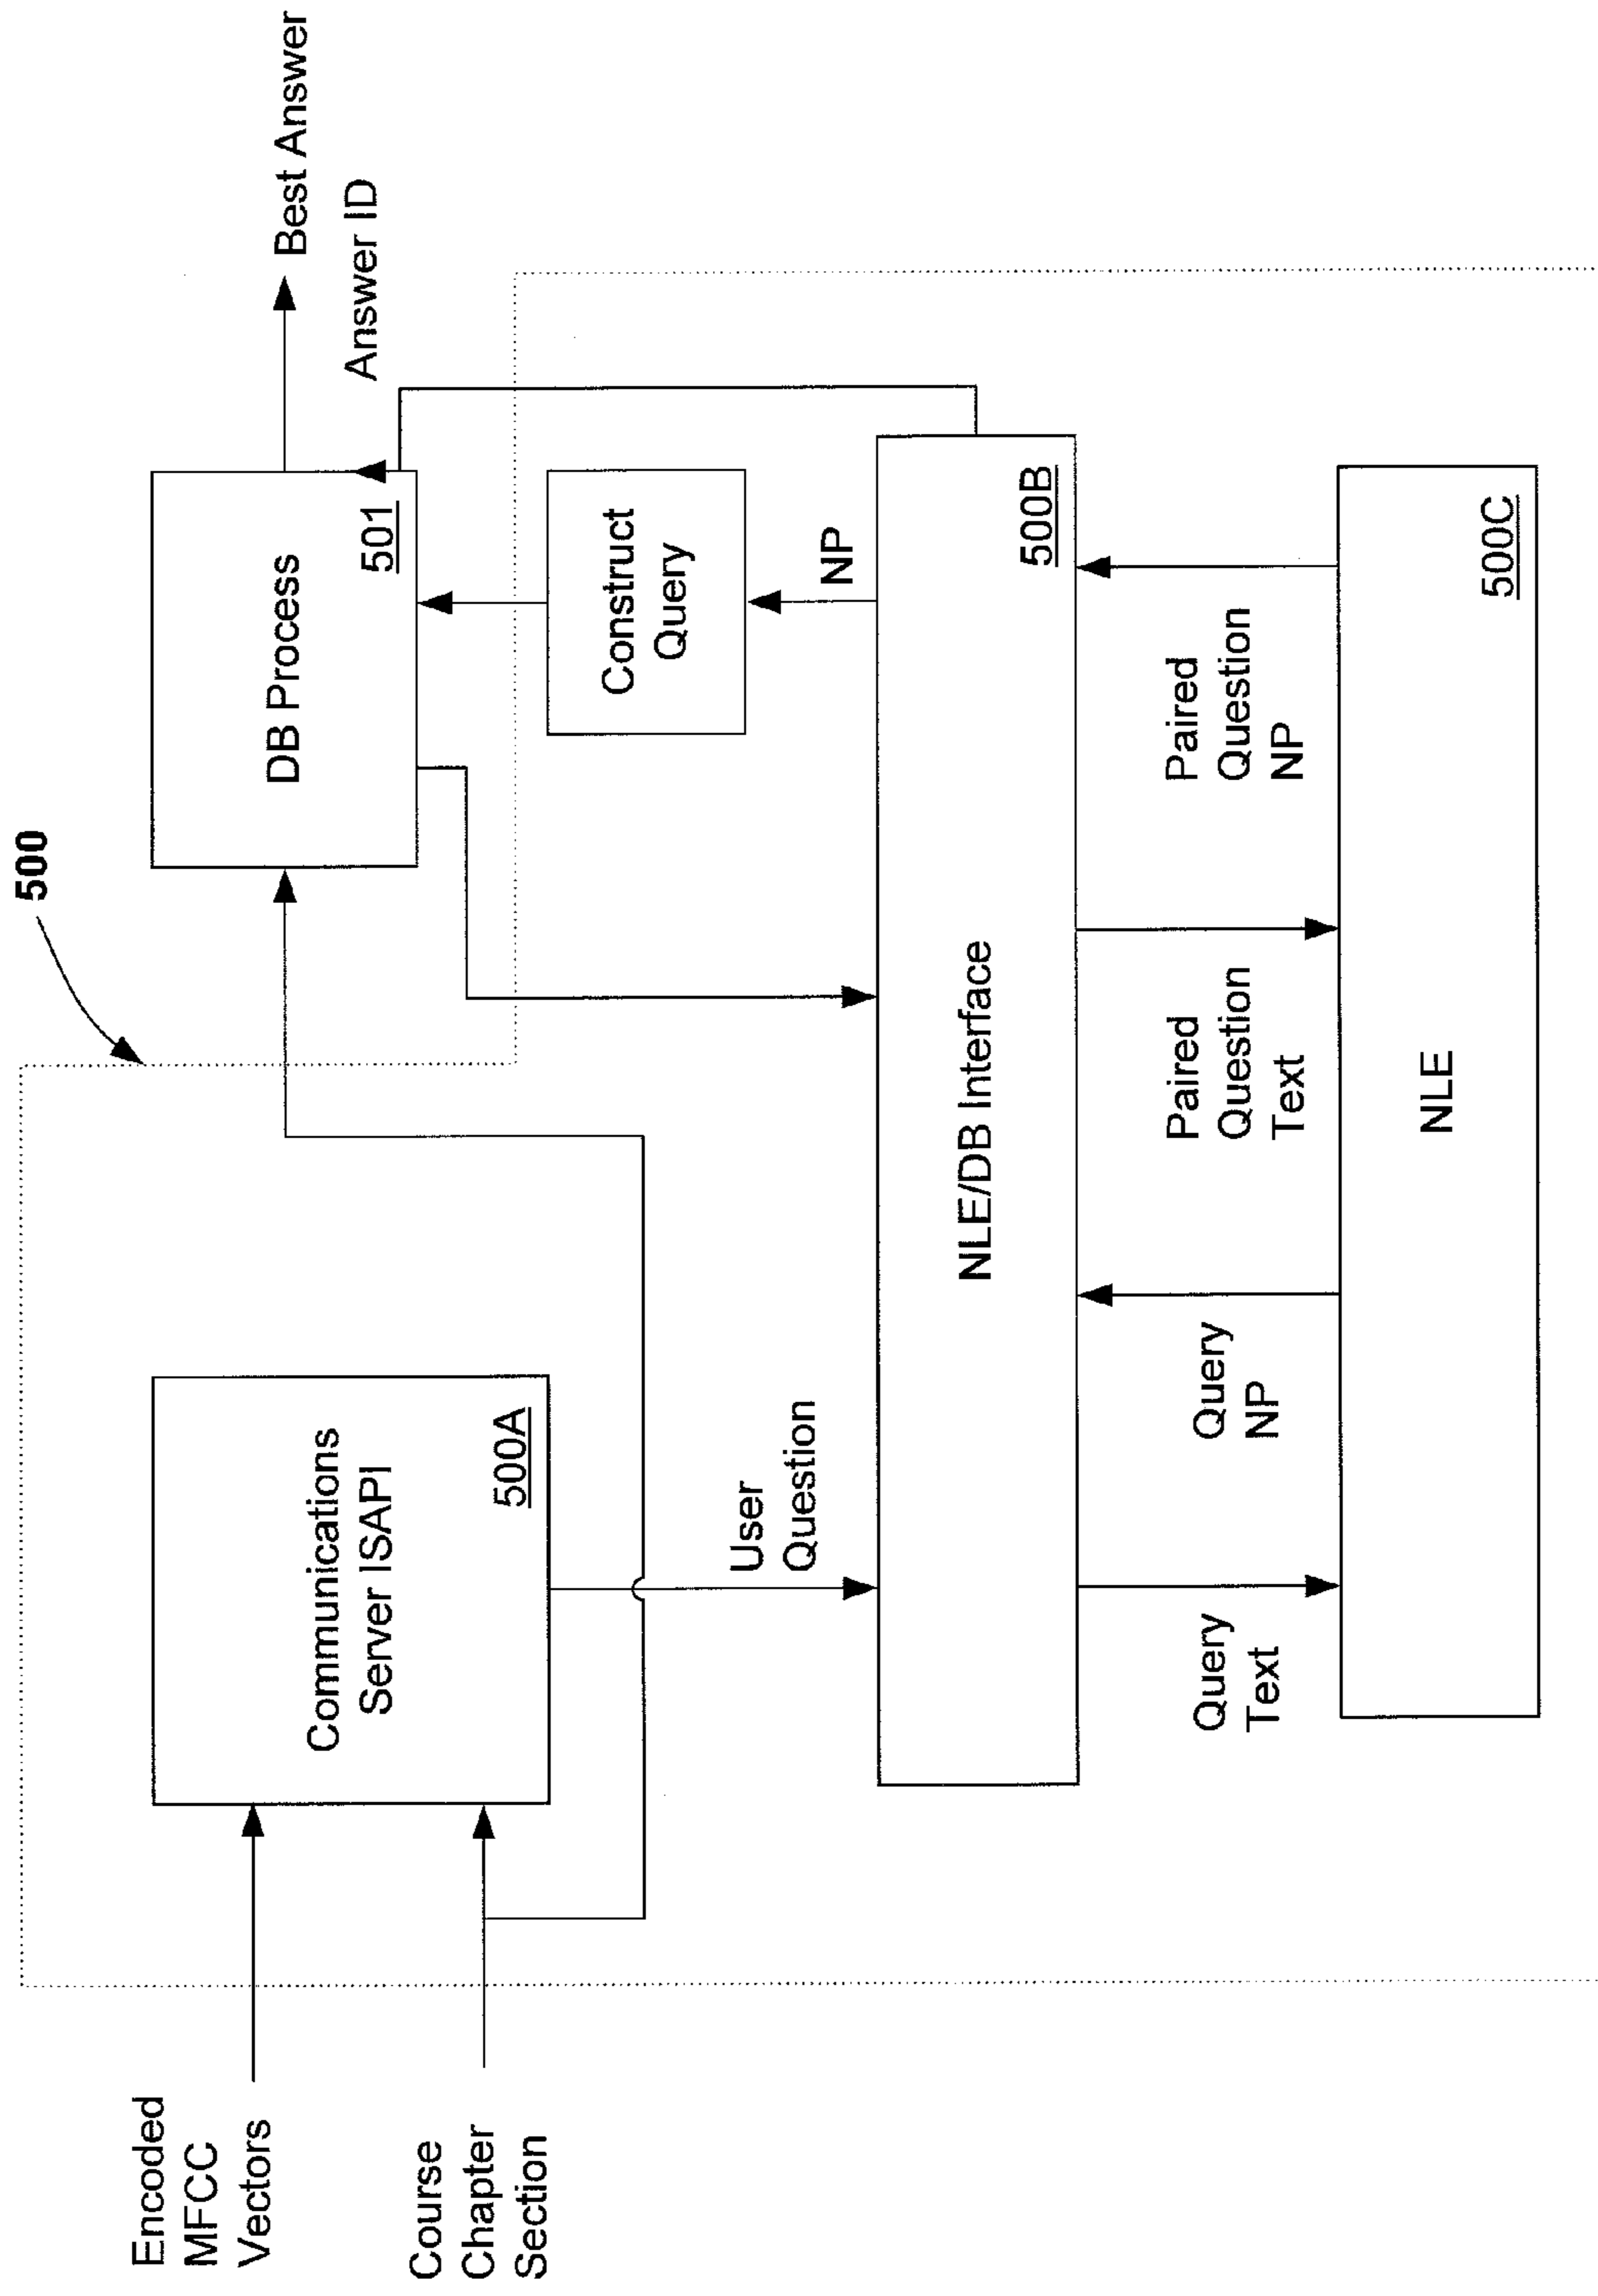 500
Encoded
MFCC
Vectors
Course
Chapter
Section
Communications
Server ISAPI
500A
DB Process
501
Best Answer
Answer ID
Construct
Query
NP
User
Question
NLE/DB Interface
500B
Query
Text
Query
NP
Paired
Question
Text
Paired
Question
NP
NLE
500C